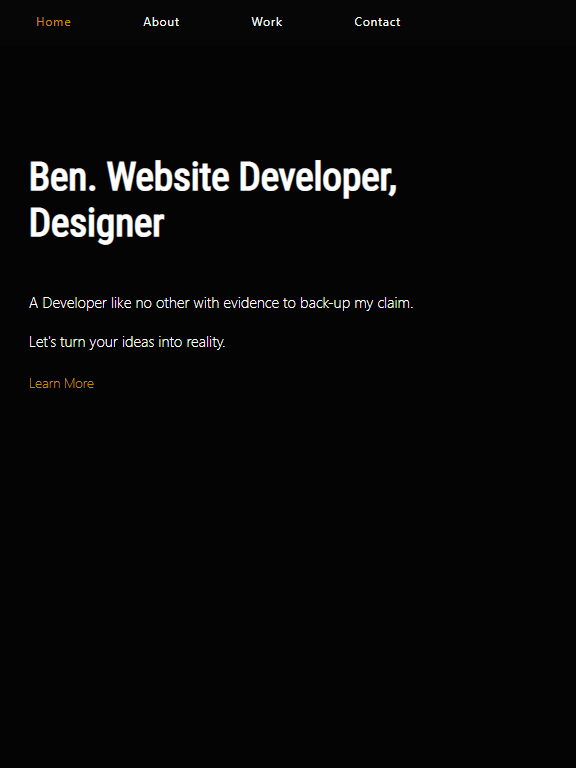 Home About Work Contact
Ben. Website Developer,
Designer
A Developer like no other with evidence to back-up my claim.
Let's turn your ideas into reality.
Learn More